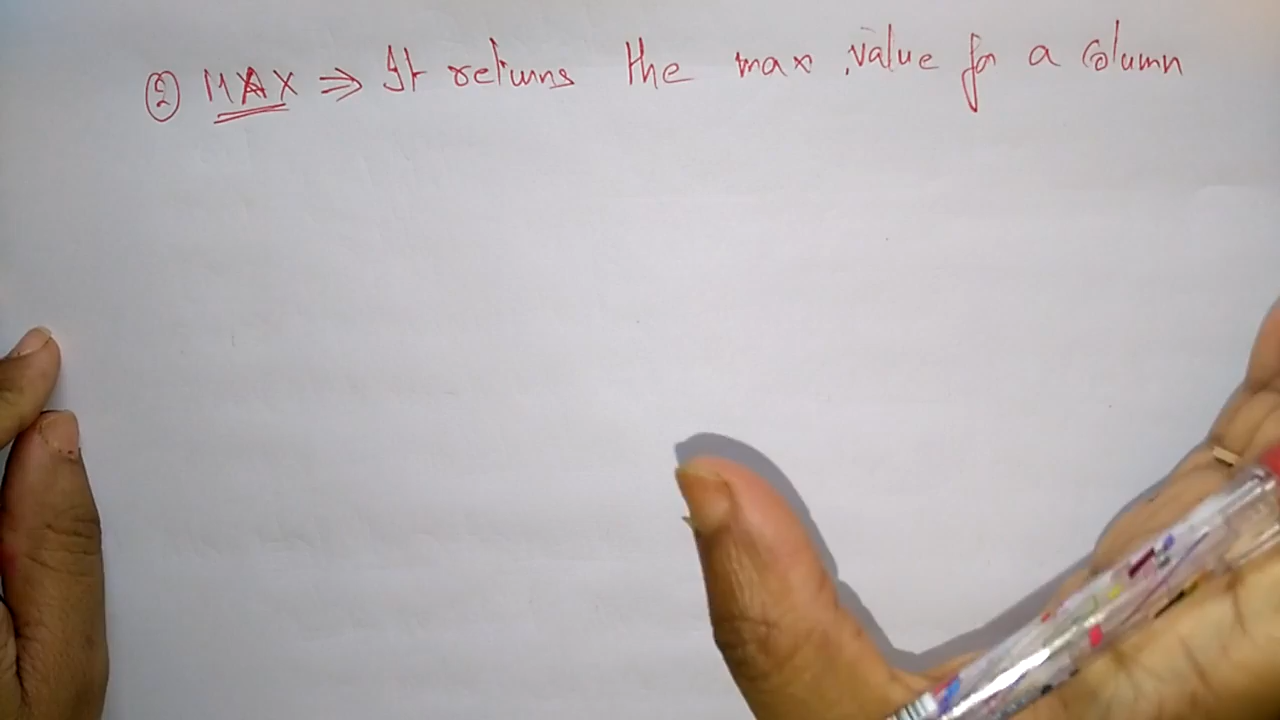 ② MAX ⇒ It returns the max value for a column